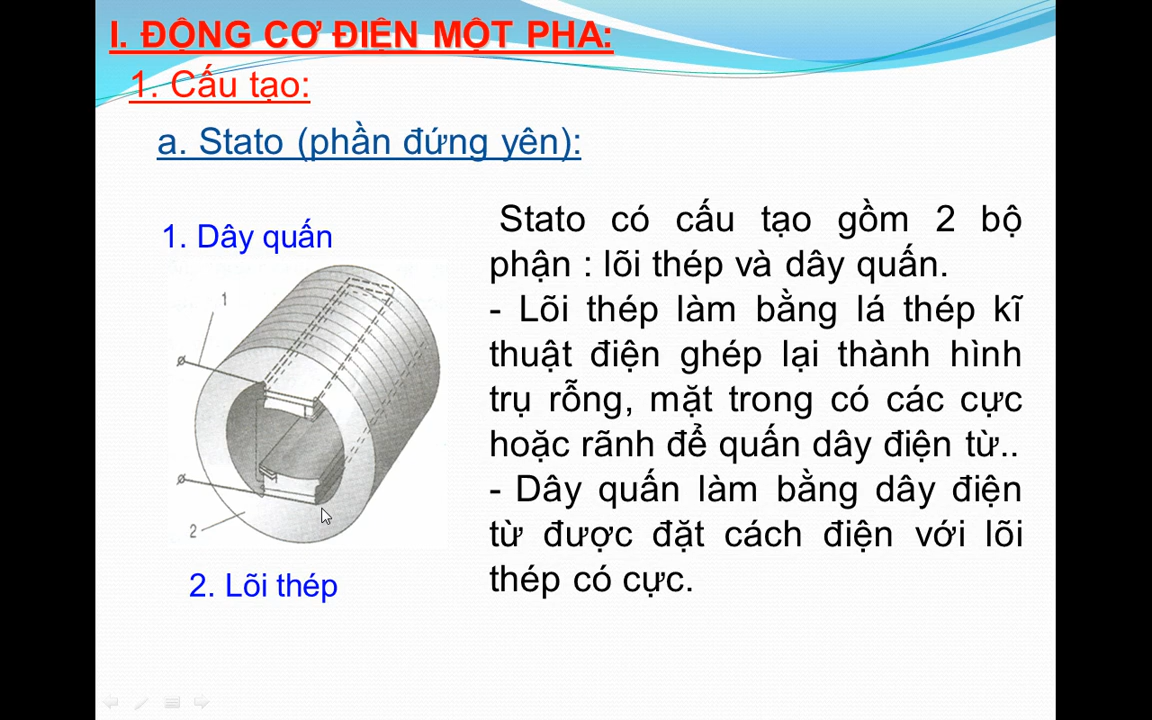 I. ĐỘNG CƠ ĐIỆN MỘT PHA:
1. Cấu tạo:
a. Stato (phần đứng yên):
1. Dây quấn
1
2
2. Lõi thép
Stato có cấu tạo gồm 2 bộ
phận : lõi thép và dây quấn.
- Lõi thép làm bằng lá thép kĩ
thuật điện ghép lại thành hình
trụ rỗng, mặt trong có các cực
hoặc rãnh để quấn dây điện từ..
- Dây quấn làm bằng dây điện
từ được đặt cách điện với lõi
thép có cực.